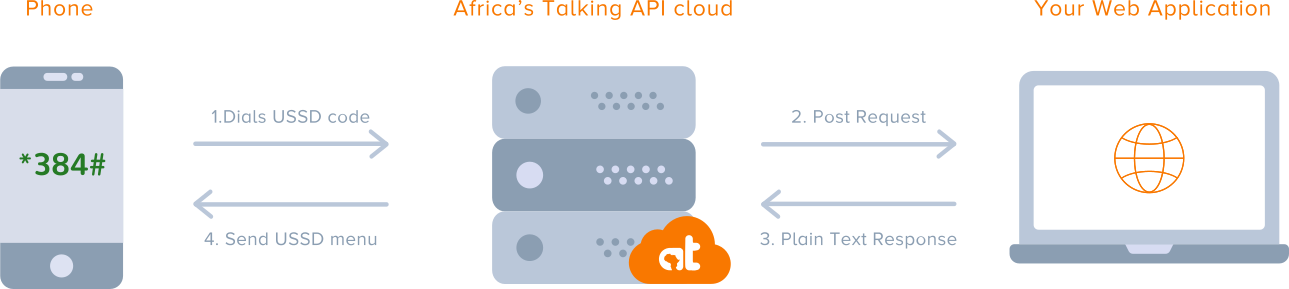 Phone
Africa's Talking API cloud
Your Web Application
*384#
1.Dials USSD code
2. Post Request
4. Send USSD menu
3. Plain Text Response
at